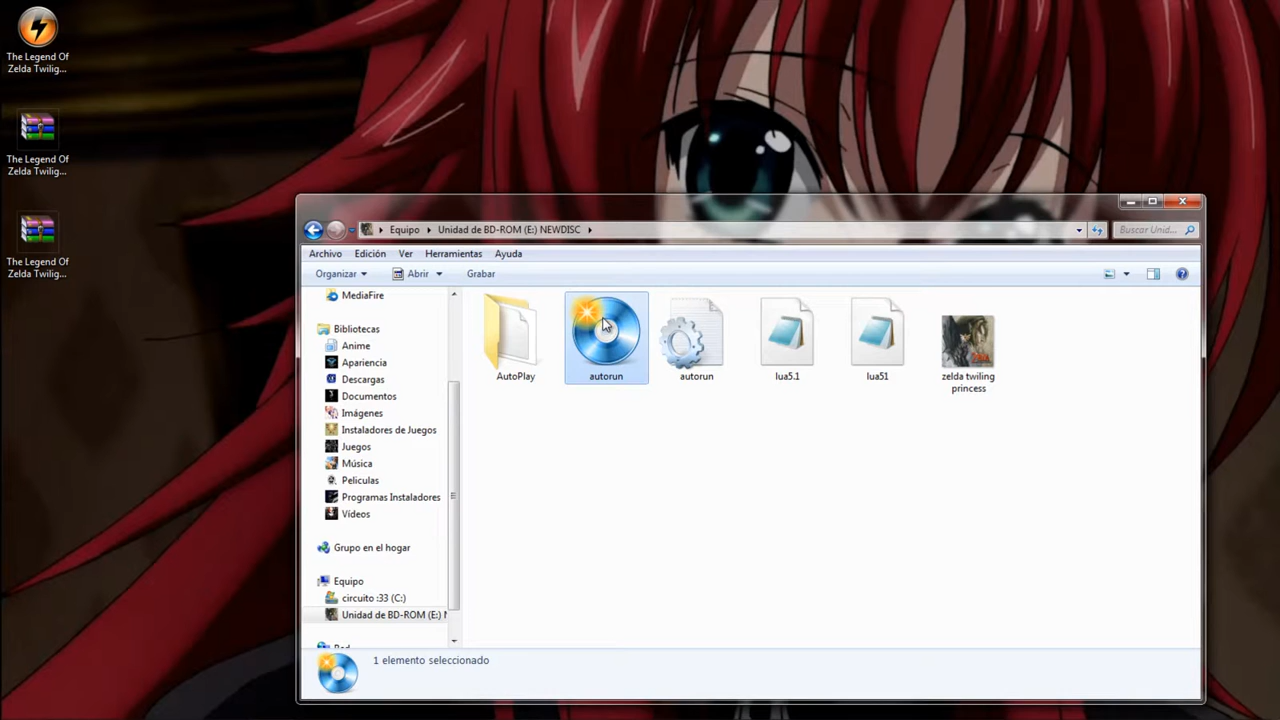 The Legend Of
Zelda Twilig...
The Legend Of
Zelda Twilig...
The Legend Of
Zelda Twilig...
Equipo
Unidad de BD-ROM (E:) NEWDISC
Buscar Unid...
Archivo
Edición
Ver
Herramientas
Ayuda
Organizar
Abrir
Grabar
MediaFire
Bibliotecas
Anime
Apariencia
Descargas
Documentos
Imágenes
Instaladores de Juegos
Juegos
Música
Peliculas
Programas Instaladores
Vídeos
Grupo en el hogar
Equipo
circuito :33 (C:)
Unidad de BD-ROM (E:) N
AutoPlay
autorun
autorun
lua5.1
lua51
zelda twiling
princess
1 elemento seleccionado